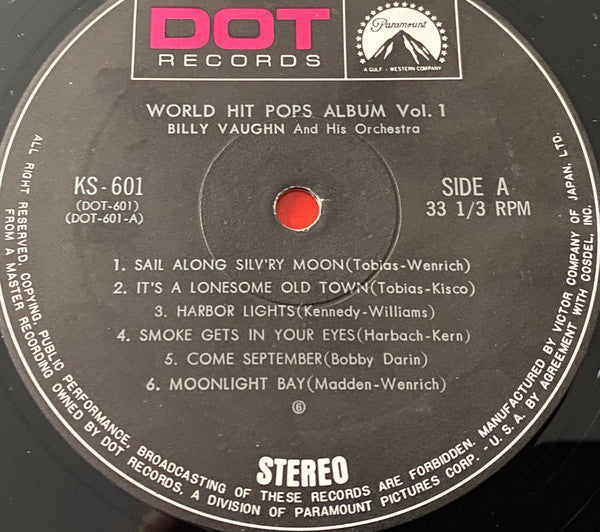 DOT
RECORDS
Paramount
A GULF + WESTERN COMPANY
WORLD HIT POPS ALBUM Vol. 1
BILLY VAUGHN And His Orchestra
KS-601
(DOT-601)
(DOT-601-A)
SIDE A
33 1/3 RPM
1. SAIL ALONG SILV'RY MOON(Tobias-Wenrich)
2. IT'S A LONESOME OLD TOWN(Tobias-Kisco)
3. HARBOR LIGHTS(Kennedy-Williams)
4. SMOKE GETS IN YOUR EYES(Harbach-Kern)
5. COME SEPTEMBER(Bobby Darin)
6. MOONLIGHT BAY(Madden-Wenrich)
⑥
STEREO
ALL RIGHT RESERVED, COPYING, PUBLIC PERFORMANCE, BROADCASTING OF THESE RECORDS ARE FORBIDDEN. MANUFACTURED BY VICTOR COMPANY OF JAPAN, LTD.
FROM A MASTER RECORDING OWNED BY DOT RECORDS, A DIVISION OF PARAMOUNT PICTURES CORP. - U. S. A. BY AGREEMENT WITH COSDEL, INC.